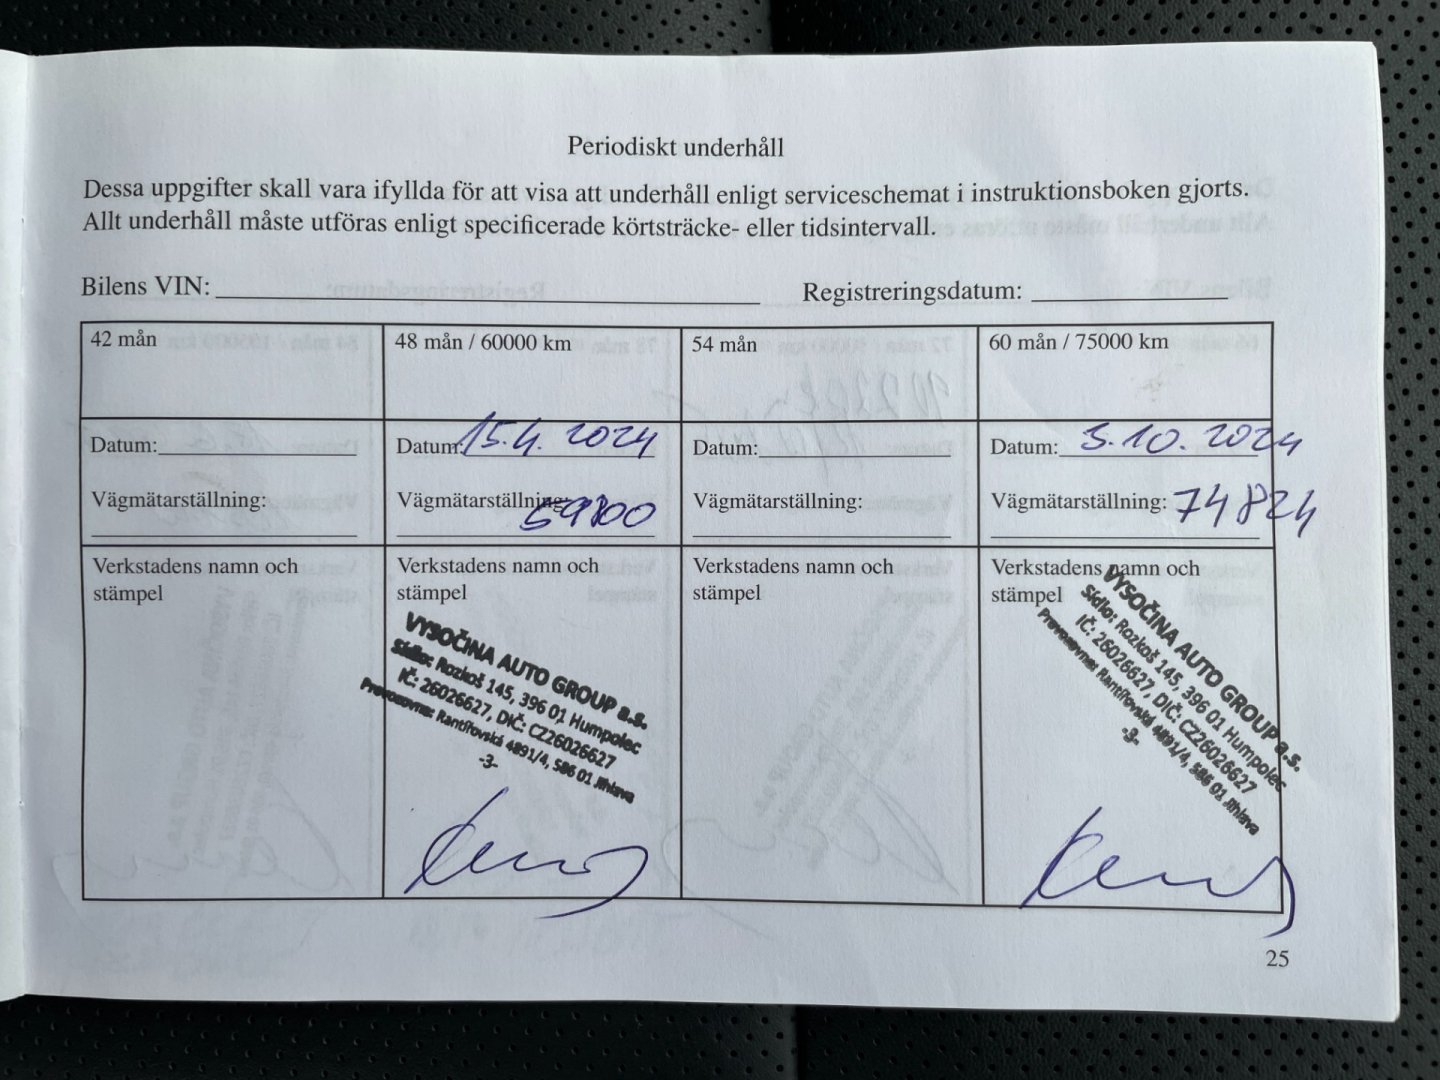 Periodiskt underhåll
Dessa uppgifter skall vara ifyllda för att visa att underhåll enligt serviceschemat i instruktionsboken gjorts.
Allt underhåll måste utföras enligt specificerade körtsträcke- eller tidsintervall.
Bilens VIN: Registreringsdatum:
42 mån
48 mån / 60000 km
54 mån
60 mån / 75000 km
Datum:
Datum: 15.4. 2024
Datum:
Datum: 3.10. 2024
Vägmätarställning:
Vägmätarställning: 59800
Vägmätarställning:
Vägmätarställning: 74824
Verkstadens namn och
stämpel
Verkstadens namn och
stämpel
VYSOČINA AUTO GROUP a.s.
Sídlo: Rozkoš 145, 396 01 Humpolec
IČ: 26026627, DIČ: CZ26026627
Provozovna: Rantířovská 4891/4, 586 01 Jihlava
-3-
Verkstadens namn och
stämpel
Verkstadens namn och
stämpel
VYSOČINA AUTO GROUP a.s.
Sídlo: Rozkoš 145, 396 01 Humpolec
IČ: 26026627, DIČ: CZ26026627
Provozovna: Rantířovská 4891/4, 586 01 Jihlava
-3-
25